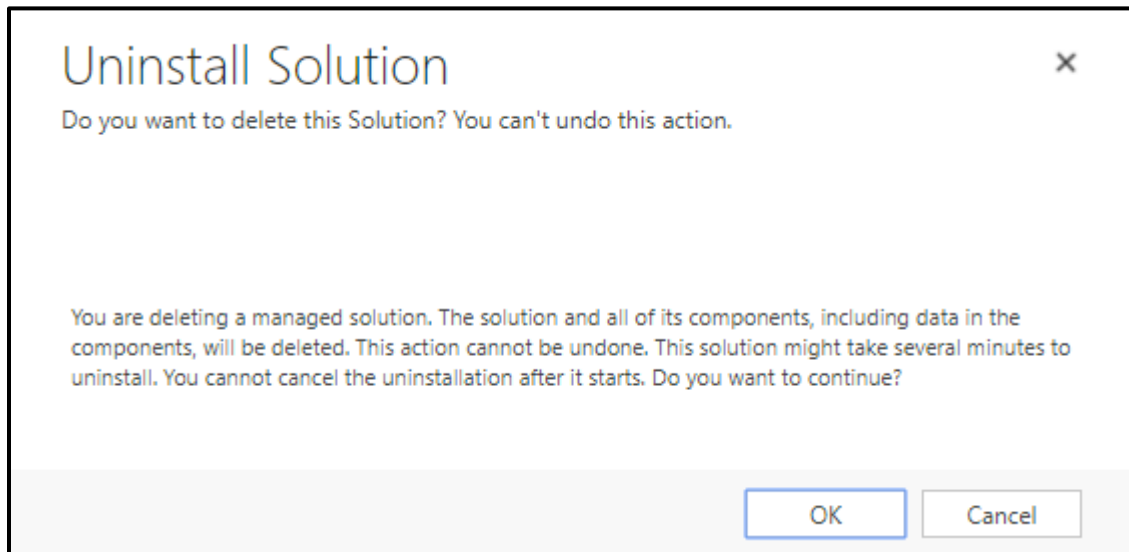 Uninstall Solution
Do you want to delete this Solution? You can't undo this action.
You are deleting a managed solution. The solution and all of its components, including data in the
components, will be deleted. This action cannot be undone. This solution might take several minutes to
uninstall. You cannot cancel the uninstallation after it starts. Do you want to continue?
OK Cancel